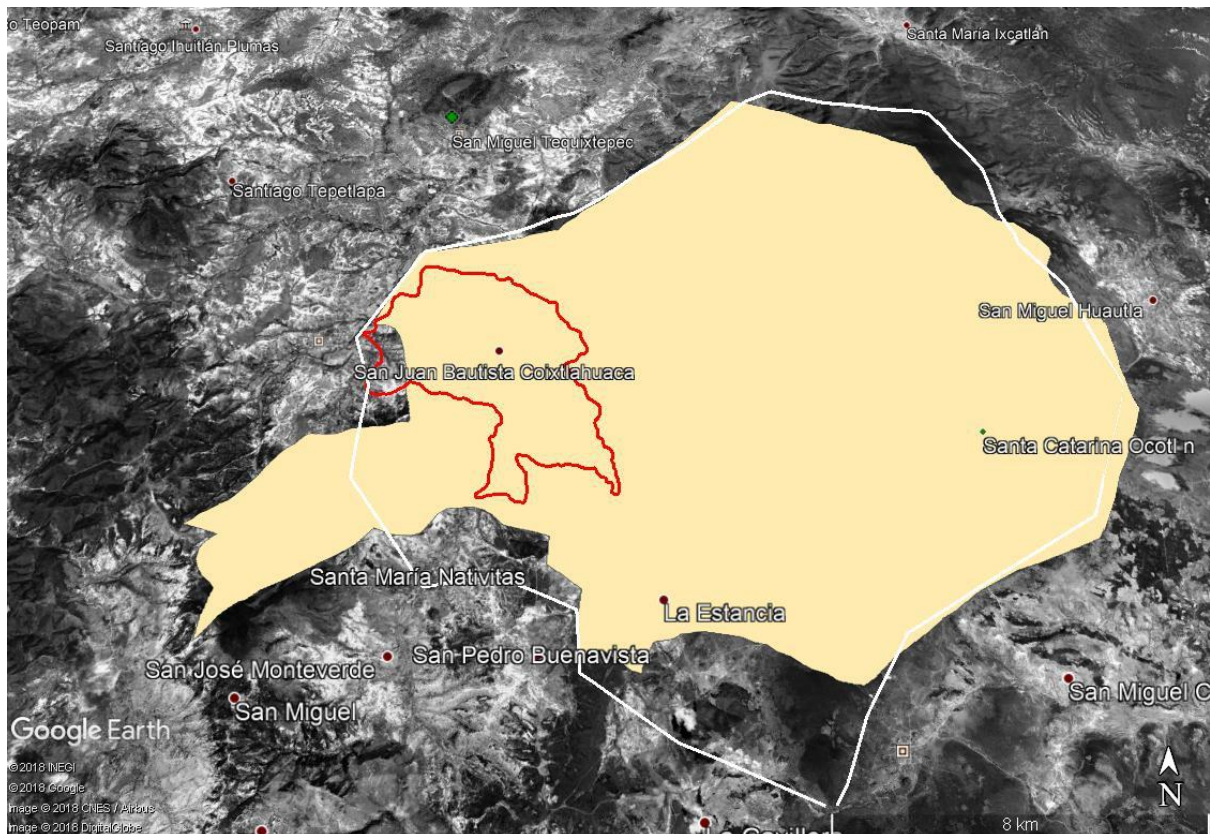 o Teopam
Santiago Ihuitlán Plumas
Santa María Ixcatlán
San Miguel Tequixtepec
Santiago Tepetlapa
San Miguel Huautla
San Juan Bautista Coixtlahuaca
Santa Catarina Ocotl n
Santa María Nativitas
La Estancia
San Pedro Buenavista
San José Monteverde
San Miguel C
San Miguel
Google Earth
©2018 INEGI
©2018 Google
Image © 2018 CNES / Airbus
Image © 2018 DigitalGlobe
N
8 km